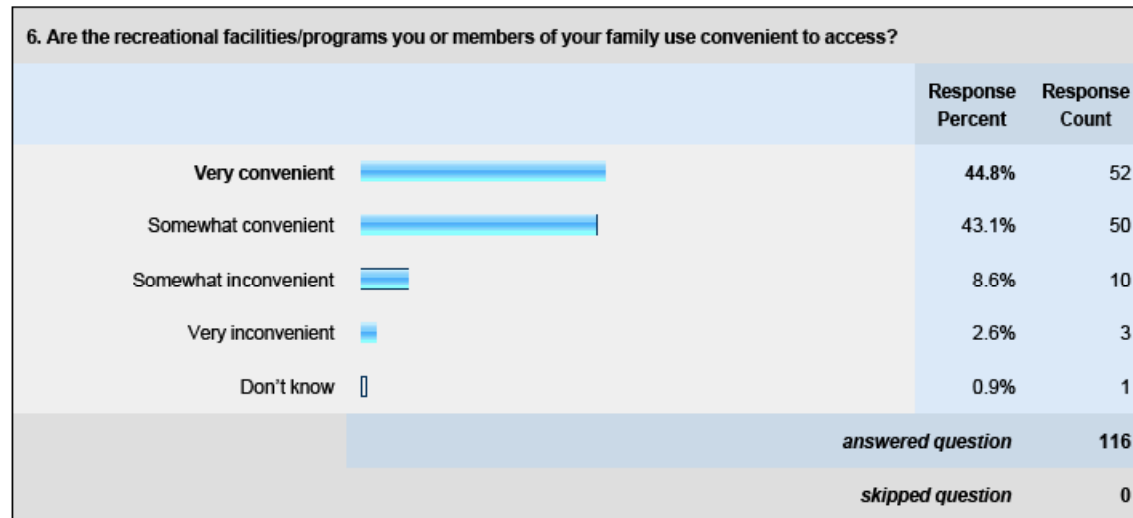 6. Are the recreational facilities/programs you or members of your family use convenient to access?
Response Percent Response Count
Very convenient 44.8% 52
Somewhat convenient 43.1% 50
Somewhat inconvenient 8.6% 10
Very inconvenient 2.6% 3
Don't know 0.9% 1
answered question 116
skipped question 0